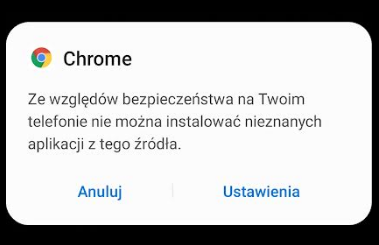 Chrome
Ze względów bezpieczeństwa na Twoim
telefonie nie można instalować nieznanych
aplikacji z tego źródła.
Anuluj
Ustawienia